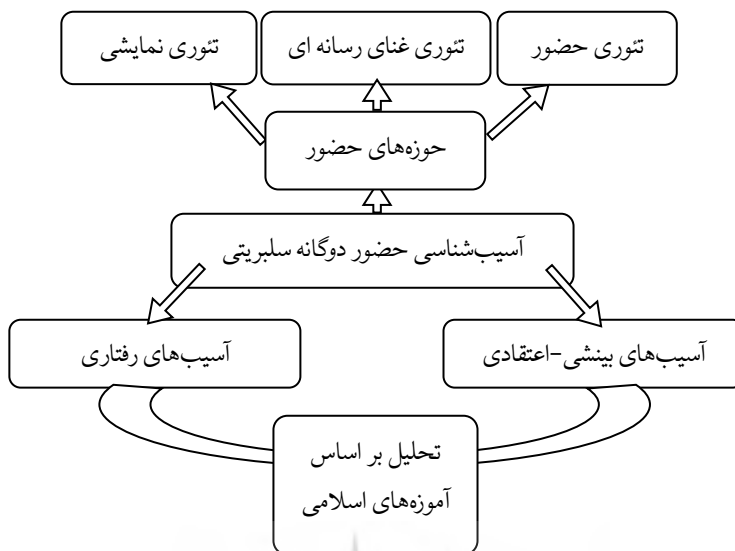 تئوری حضور
تئوری غنای رسانه ای
تئوری نمایشی
حوزه‌های حضور
آسیب‌شناسی حضور دوگانه سلبریتی
آسیب‌های بینشی-اعتقادی
آسیب‌های رفتاری
تحلیل بر اساس
آموزه‌های اسلامی